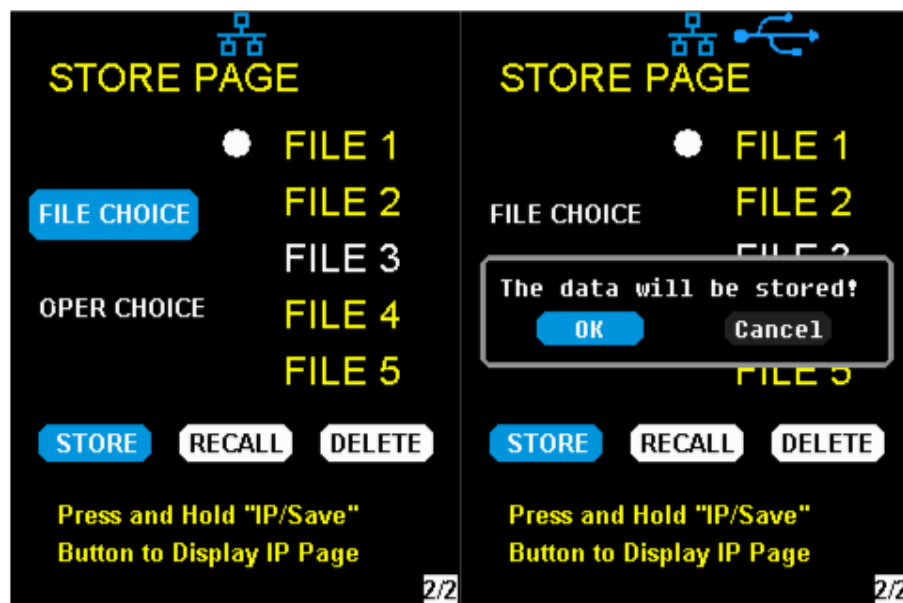 STORE PAGE
FILE 1
FILE CHOICE
FILE 2
FILE 3
OPER CHOICE
FILE 4
FILE 5
STORE RECALL DELETE
Press and Hold "IP/Save"
Button to Display IP Page
2/2
STORE PAGE
FILE 1
FILE CHOICE
FILE 2
The data will be stored!
OK Cancel
FILE 5
STORE RECALL DELETE
Press and Hold "IP/Save"
Button to Display IP Page
2/2